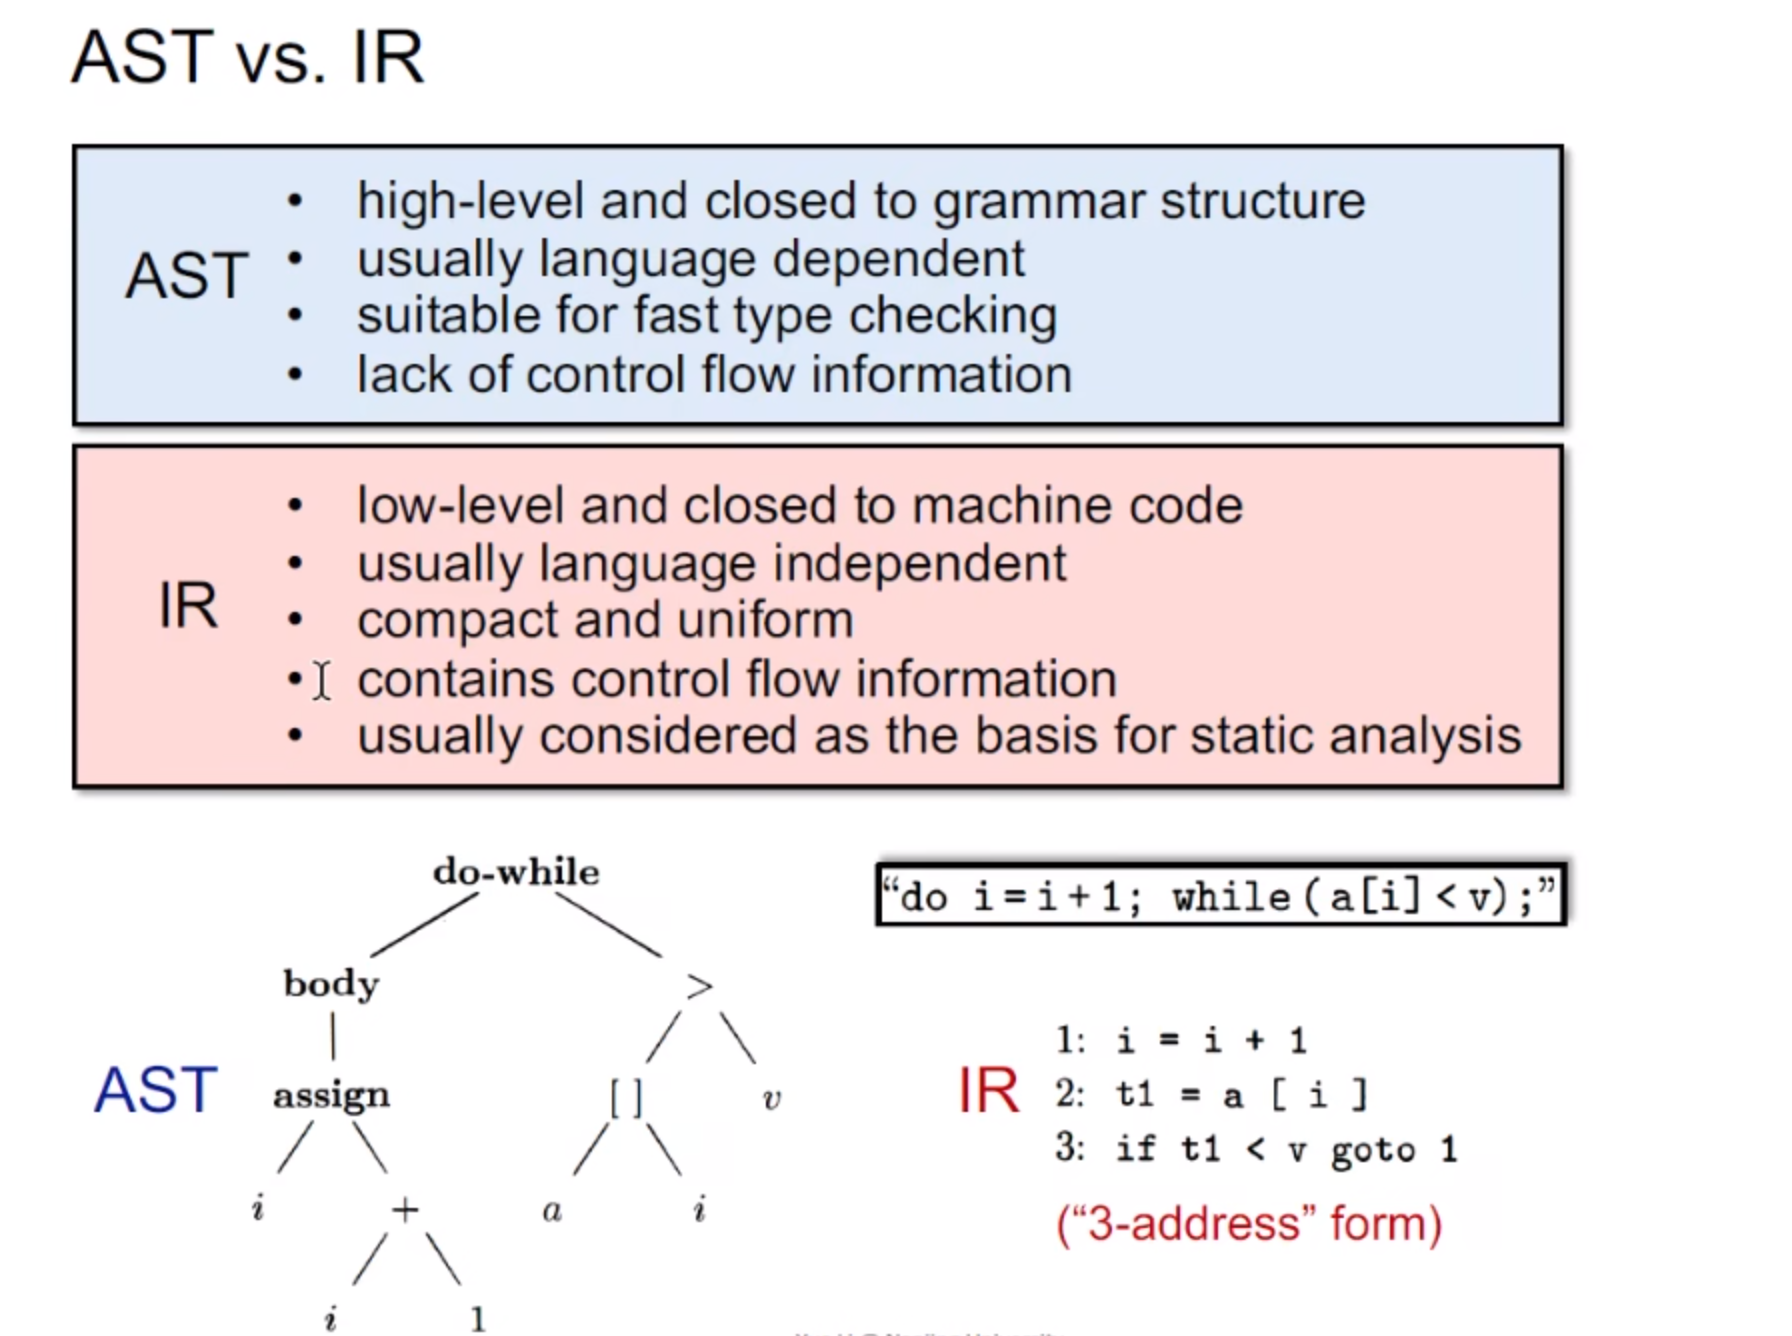 AST vs. IR
AST
• high-level and closed to grammar structure
• usually language dependent
• suitable for fast type checking
• lack of control flow information
IR
• low-level and closed to machine code
• usually language independent
• compact and uniform
• contains control flow information
• usually considered as the basis for static analysis
do-while
“do i=i+1; while(a[i]<v);”
body >
AST assign [ ] v
i + a i
i 1
IR
1: i = i + 1
2: t1 = a [ i ]
3: if t1 < v goto 1
(“3-address” form)